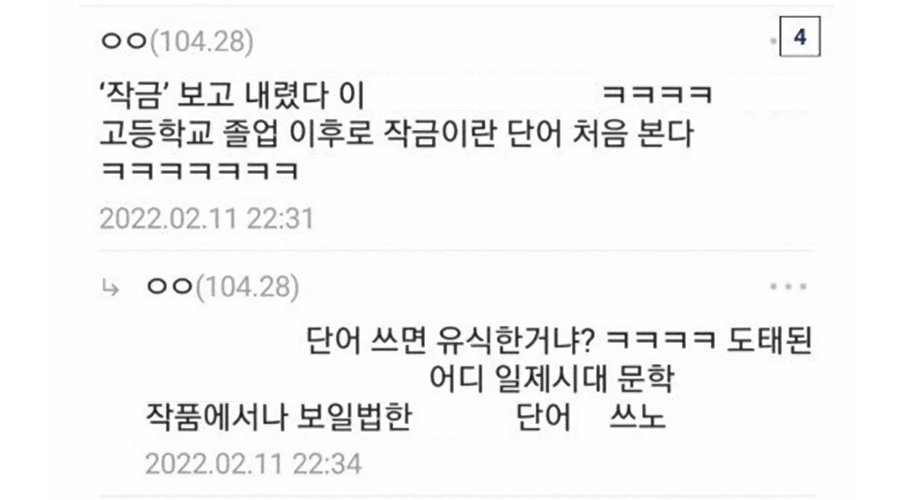 ㅇㅇ(104.28)
4
‘작금’ 보고 내렸다 이 ㅋㅋㅋㅋ
고등학교 졸업 이후로 작금이란 단어 처음 본다
ㅋㅋㅋㅋㅋㅋㅋ
2022.02.11 22:31
ㅇㅇ(104.28)
단어 쓰면 유식한거냐? ㅋㅋㅋㅋ 도태된
어디 일제시대 문학
작품에서나 보일법한 단어 쓰노
2022.02.11 22:34